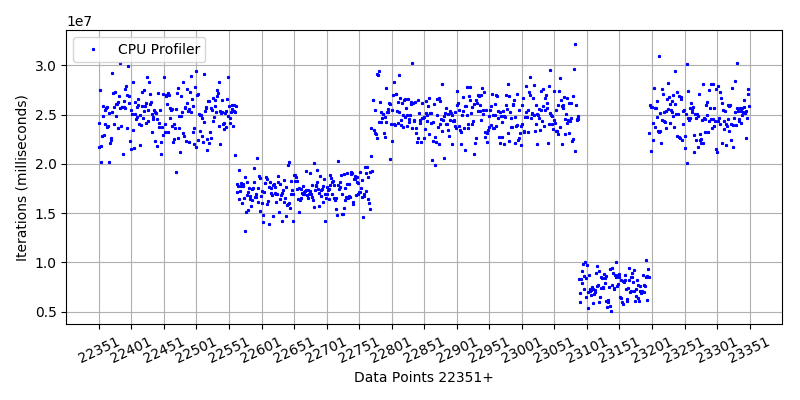 1e7
CPU Profiler
3.0
2.5
2.0
1.5
1.0
0.5
Iterations (milliseconds)
22351 22401 22451 22501 22551 22601 22651 22701 22751 22801 22851 22901 22951 23001 23051 23101 23151 23201 23251 23301 23351
Data Points 22351+